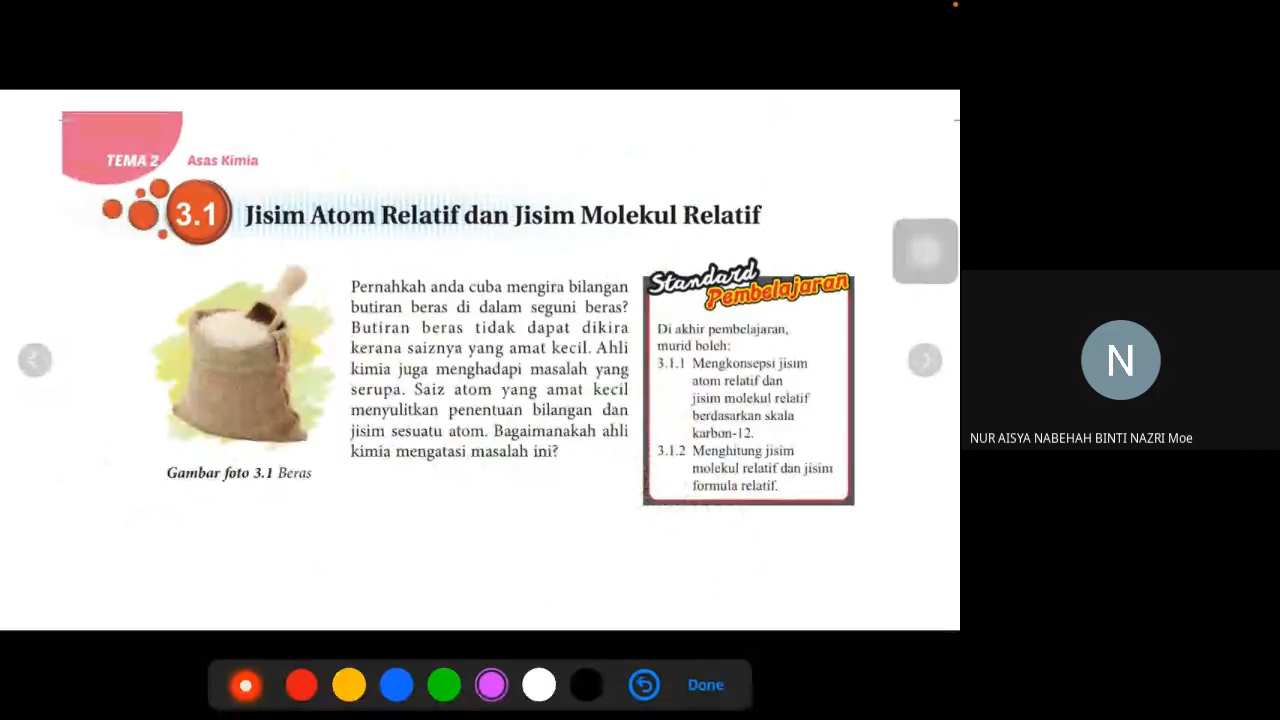 TEMA 2 Asas Kimia
3.1 Jisim Atom Relatif dan Jisim Molekul Relatif
Pernahkah anda cuba mengira bilangan
butiran beras di dalam seguni beras?
Butiran beras tidak dapat dikira
kerana saiznya yang amat kecil. Ahli
kimia juga menghadapi masalah yang
serupa. Saiz atom yang amat kecil
menyulitkan penentuan bilangan dan
jisim sesuatu atom. Bagaimanakah ahli
kimia mengatasi masalah ini?
Gambar foto 3.1 Beras
Standard
Pembelajaran
Di akhir pembelajaran,
murid boleh:
3.1.1 Mengkonsepsi jisim
atom relatif dan
jisim molekul relatif
berdasarkan skala
karbon-12.
3.1.2 Menghitung jisim
molekul relatif dan jisim
formula relatif.
N
NUR AISYA NABEHAH BINTI NAZRI Moe
Done